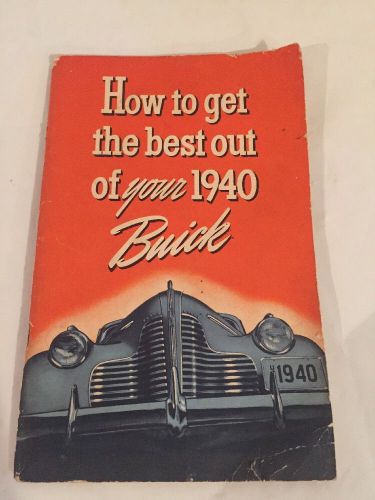 How to get
the best out
of your 1940
Buick
1940